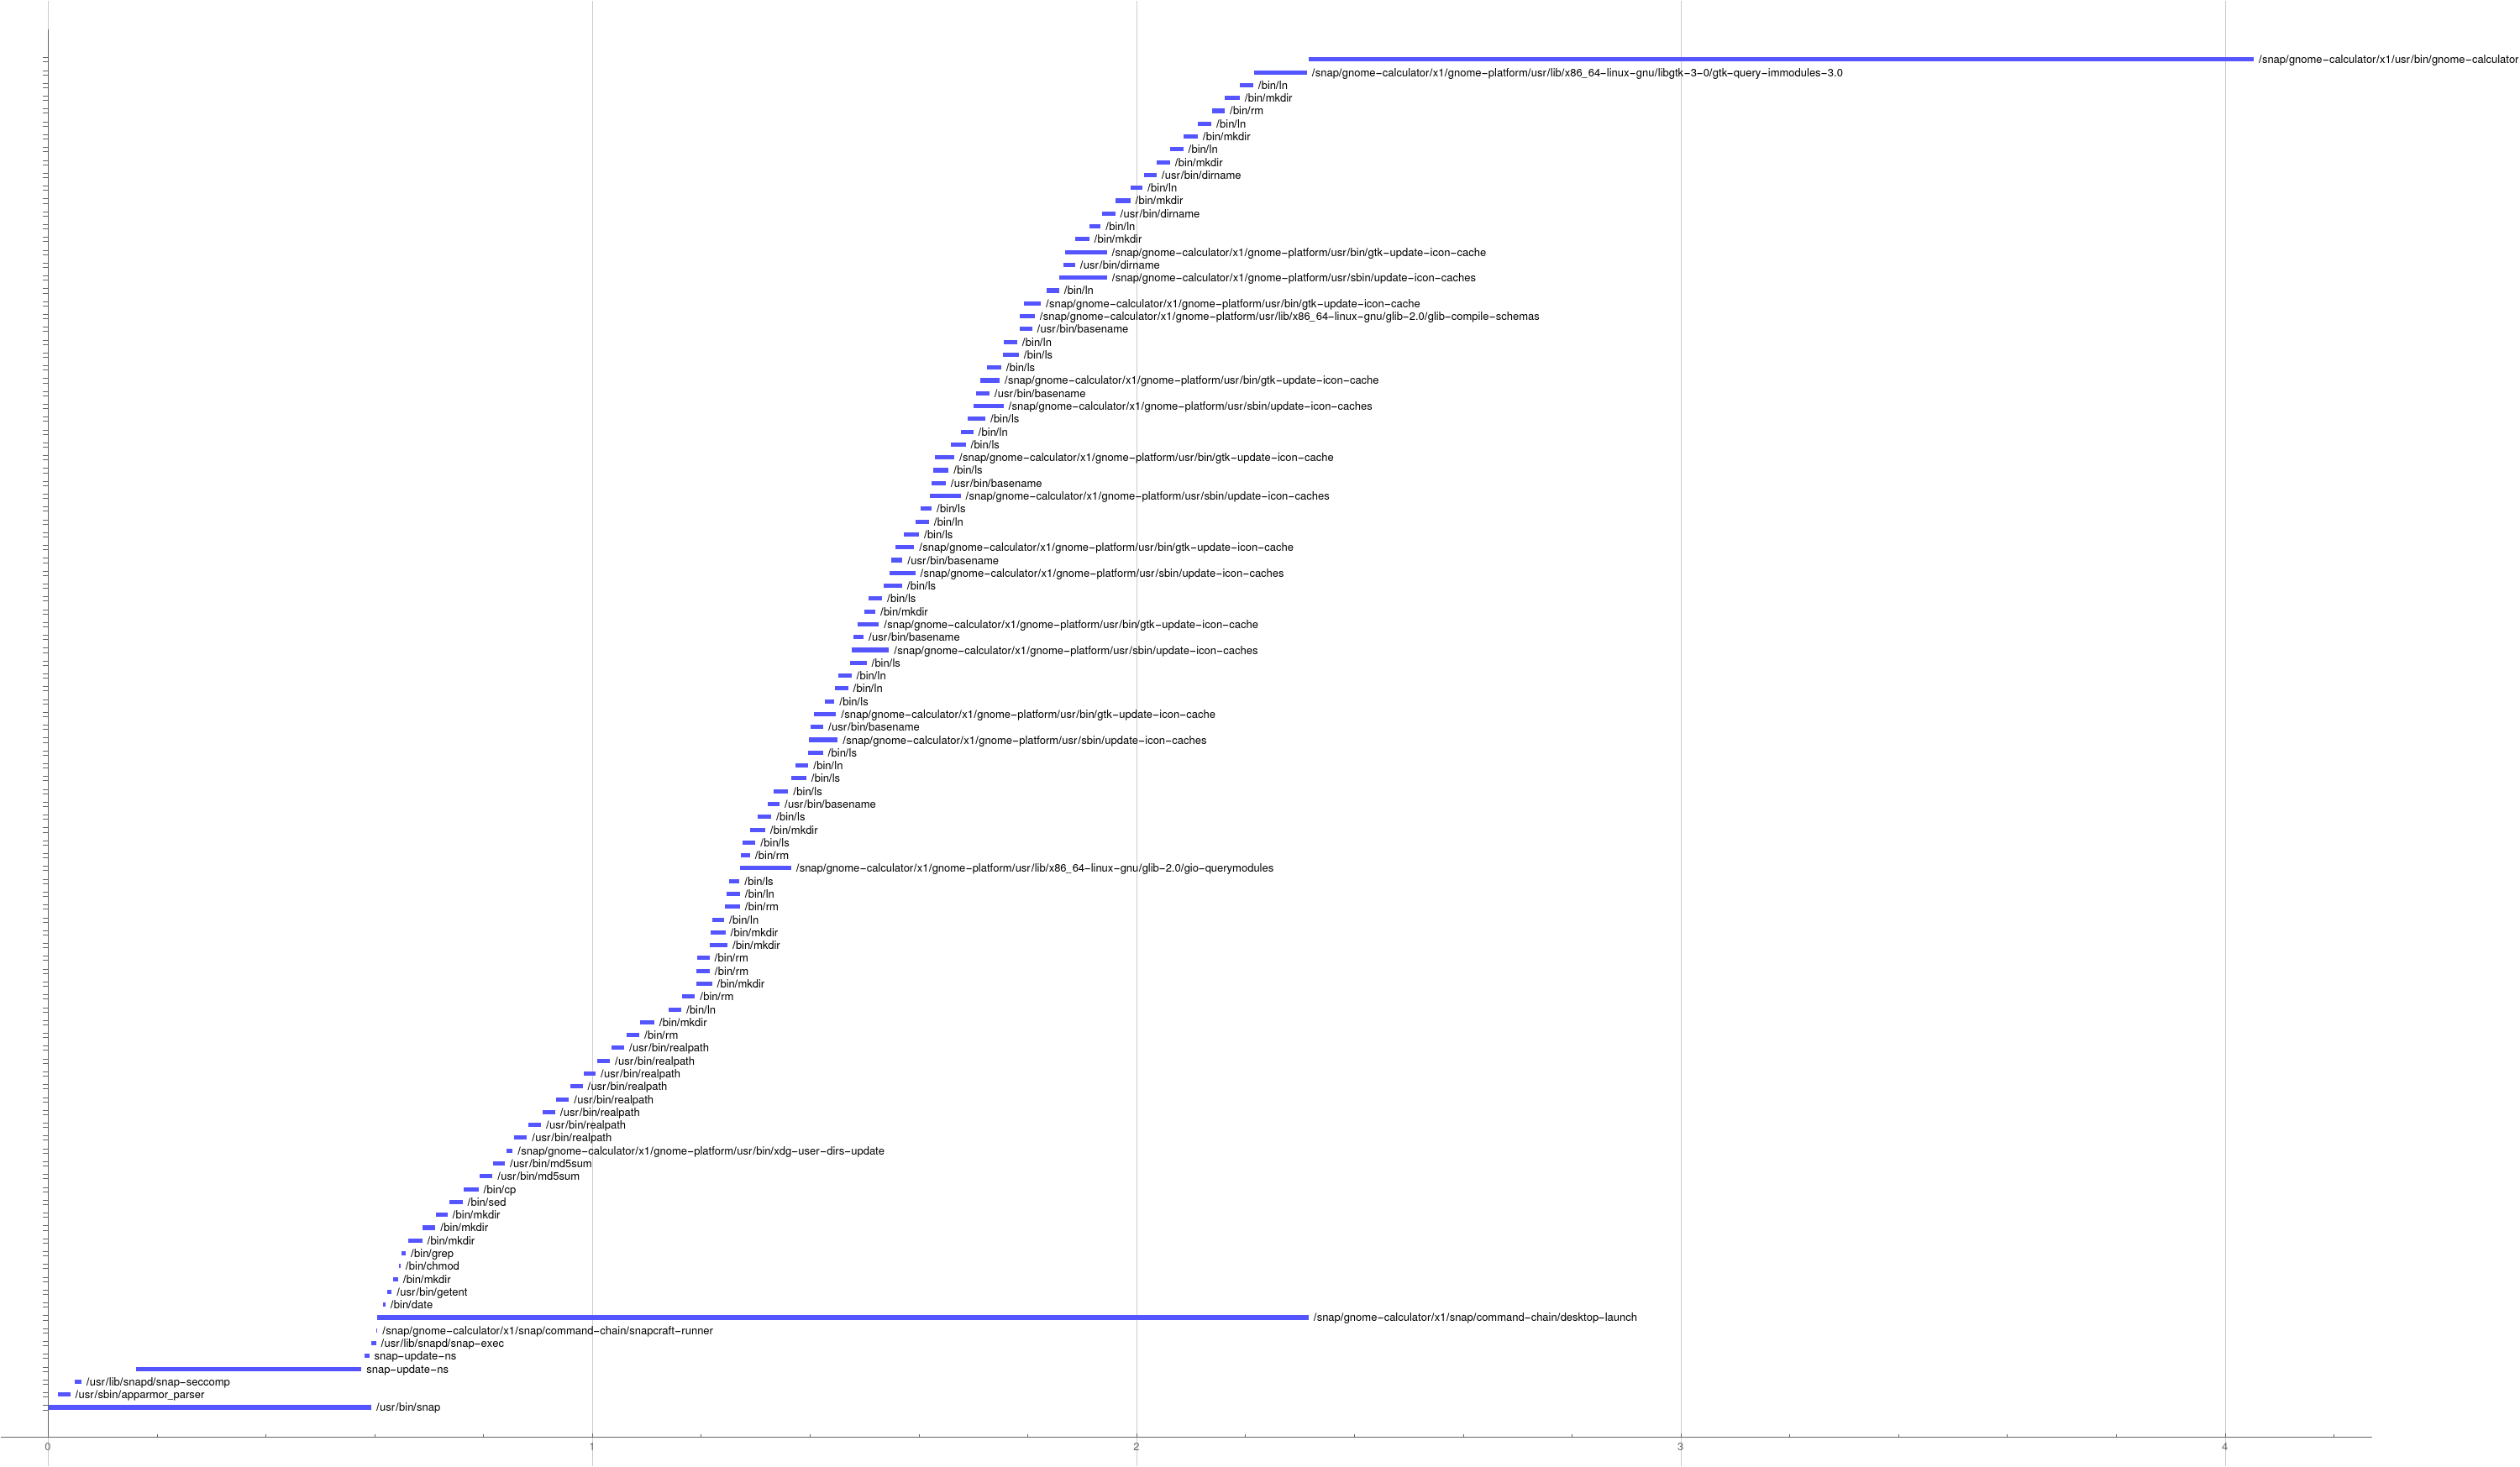 /snap/gnome-calculator/x1/usr/bin/gnome-calculator
/snap/gnome-calculator/x1/gnome-platform/usr/lib/x86_64-linux-gnu/libgtk-3-0/gtk-query-immodules-3.0
/bin/ln
/bin/mkdir
/bin/rm
/bin/ln
/bin/mkdir
/bin/ln
/bin/mkdir
/usr/bin/dirname
/bin/ln
/bin/mkdir
/usr/bin/dirname
/bin/ln
/bin/mkdir
/snap/gnome-calculator/x1/gnome-platform/usr/bin/gtk-update-icon-cache
/usr/bin/dirname
/snap/gnome-calculator/x1/gnome-platform/usr/sbin/update-icon-caches
/bin/ln
/snap/gnome-calculator/x1/gnome-platform/usr/bin/gtk-update-icon-cache
/snap/gnome-calculator/x1/gnome-platform/usr/lib/x86_64-linux-gnu/glib-2.0/glib-compile-schemas
/usr/bin/basename
/bin/ln
/bin/ls
/bin/ls
/snap/gnome-calculator/x1/gnome-platform/usr/bin/gtk-update-icon-cache
/usr/bin/basename
/snap/gnome-calculator/x1/gnome-platform/usr/sbin/update-icon-caches
/bin/ls
/bin/ln
/bin/ls
/snap/gnome-calculator/x1/gnome-platform/usr/bin/gtk-update-icon-cache
/bin/ls
/usr/bin/basename
/snap/gnome-calculator/x1/gnome-platform/usr/sbin/update-icon-caches
/bin/ls
/bin/ln
/bin/ls
/snap/gnome-calculator/x1/gnome-platform/usr/bin/gtk-update-icon-cache
/usr/bin/basename
/snap/gnome-calculator/x1/gnome-platform/usr/sbin/update-icon-caches
/bin/ls
/bin/ls
/bin/mkdir
/snap/gnome-calculator/x1/gnome-platform/usr/bin/gtk-update-icon-cache
/usr/bin/basename
/snap/gnome-calculator/x1/gnome-platform/usr/sbin/update-icon-caches
/bin/ls
/bin/ln
/bin/ln
/bin/ls
/snap/gnome-calculator/x1/gnome-platform/usr/bin/gtk-update-icon-cache
/usr/bin/basename
/snap/gnome-calculator/x1/gnome-platform/usr/sbin/update-icon-caches
/bin/ls
/bin/ln
/bin/ls
/bin/ls
/usr/bin/basename
/bin/ls
/bin/mkdir
/bin/ls
/bin/rm
/snap/gnome-calculator/x1/gnome-platform/usr/lib/x86_64-linux-gnu/glib-2.0/gio-querymodules
/bin/ls
/bin/ln
/bin/rm
/bin/ln
/bin/mkdir
/bin/mkdir
/bin/rm
/bin/rm
/bin/mkdir
/bin/rm
/bin/ln
/bin/mkdir
/bin/rm
/usr/bin/realpath
/usr/bin/realpath
/usr/bin/realpath
/usr/bin/realpath
/usr/bin/realpath
/usr/bin/realpath
/usr/bin/realpath
/usr/bin/realpath
/snap/gnome-calculator/x1/gnome-platform/usr/bin/xdg-user-dirs-update
/usr/bin/md5sum
/usr/bin/md5sum
/bin/cp
/bin/sed
/bin/mkdir
/bin/mkdir
/bin/mkdir
/bin/grep
/bin/chmod
/bin/mkdir
/usr/bin/getent
/bin/date
/snap/gnome-calculator/x1/snap/command-chain/desktop-launch
/snap/gnome-calculator/x1/snap/command-chain/snapcraft-runner
/usr/lib/snapd/snap-exec
snap-update-ns
snap-update-ns
/usr/lib/snapd/snap-seccomp
/usr/sbin/apparmor_parser
/usr/bin/snap
0 1 2 3 4